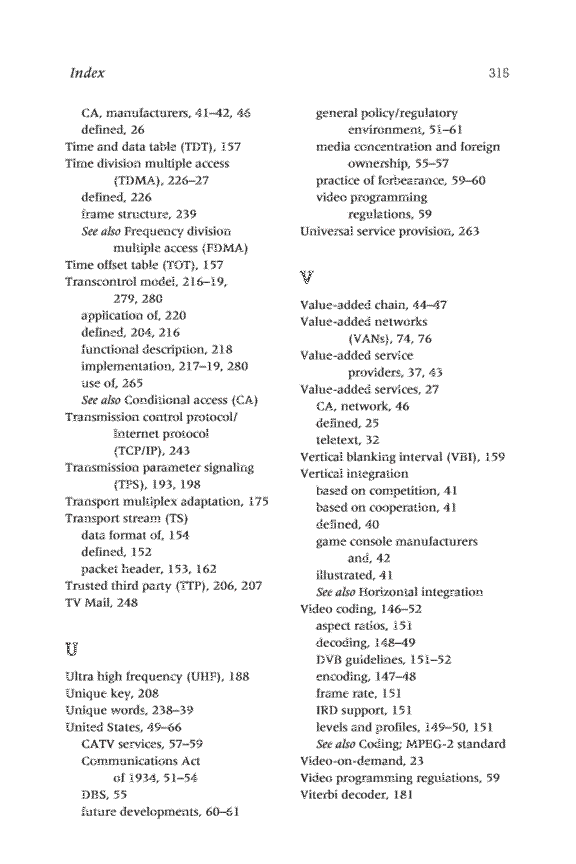 Index 315
CA, manufacturers, 41–42, 46
defined, 26
Time and data table (TDT), 157
Time division multiple access
(TDMA), 226–27
defined, 226
frame structure, 239
See also Frequency division
multiple access (FDMA)
Time offset table (TOT), 157
Transcontrol model, 216–19,
279, 280
application of, 220
defined, 204, 216
functional description, 218
implementation, 217–19, 280
use of, 265
See also Conditional access (CA)
Transmission control protocol/
Internet protocol
(TCP/IP), 243
Transmission parameter signaling
(TPS), 193, 198
Transport multiplex adaptation, 175
Transport stream (TS)
data format of, 154
defined, 152
packet header, 153, 162
Trusted third party (TTP), 206, 207
TV Mail, 248
U
Ultra high frequency (UHF), 188
Unique key, 208
Unique words, 238–39
United States, 49–66
CATV services, 57–59
Communications Act
of 1934, 51–54
DBS, 55
future developments, 60–61
general policy/regulatory
environment, 51–61
media concentration and foreign
ownership, 55–57
practice of forbearance, 59–60
video programming
regulations, 59
Universal service provision, 263
V
Value-added chain, 44–47
Value-added networks
(VANs), 74, 76
Value-added service
providers, 37, 43
Value-added services, 27
CA, network, 46
defined, 25
teletext, 32
Vertical blanking interval (VBI), 159
Vertical integration
based on competition, 41
based on cooperation, 41
defined, 40
game console manufacturers
and, 42
illustrated, 41
See also Horizontal integration
Video coding, 146–52
aspect ratios, 151
decoding, 148–49
DVB guidelines, 151–52
encoding, 147–48
frame rate, 151
IRD support, 151
levels and profiles, 149–50, 151
See also Coding; MPEG-2 standard
Video-on-demand, 23
Video programming regulations, 59
Viterbi decoder, 181